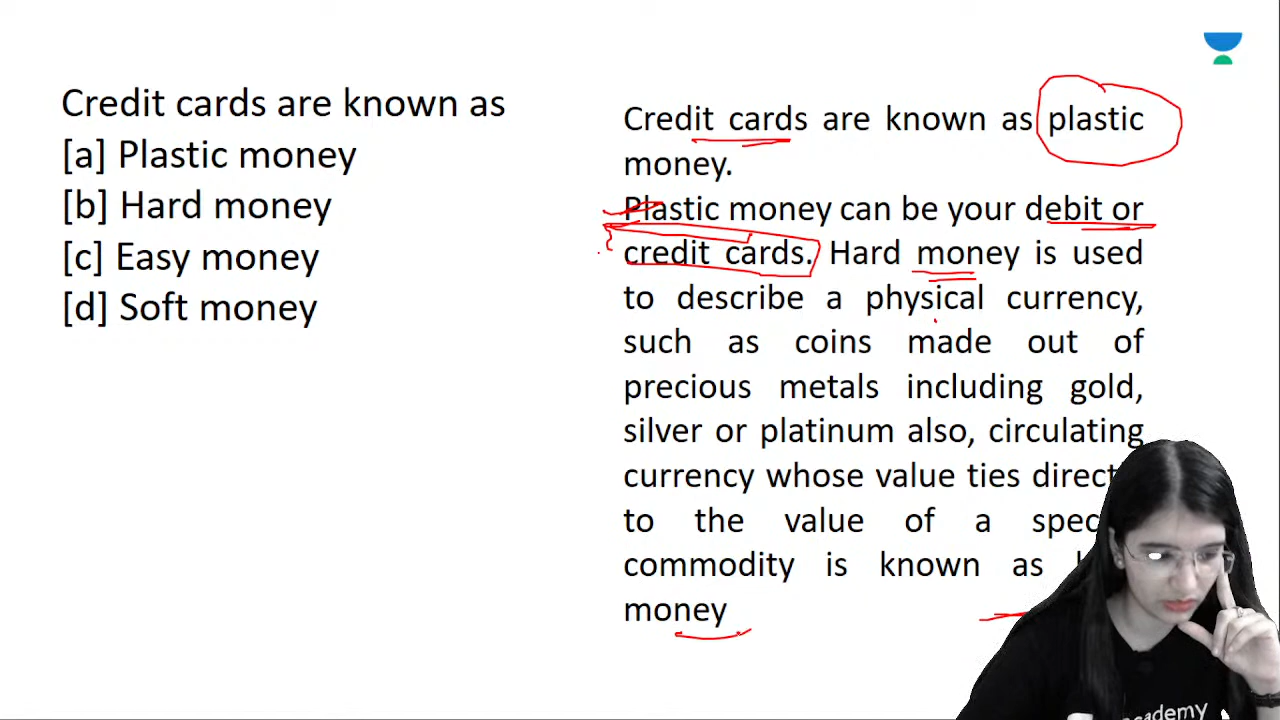 Credit cards are known as
[a] Plastic money
[b] Hard money
[c] Easy money
[d] Soft money
Credit cards are known as plastic
money.
Plastic money can be your debit or
credit cards. Hard money is used
to describe a physical currency,
such as coins made out of
precious metals including gold,
silver or platinum also, circulating
currency whose value ties
to the value of a
commodity is known as
money
academy